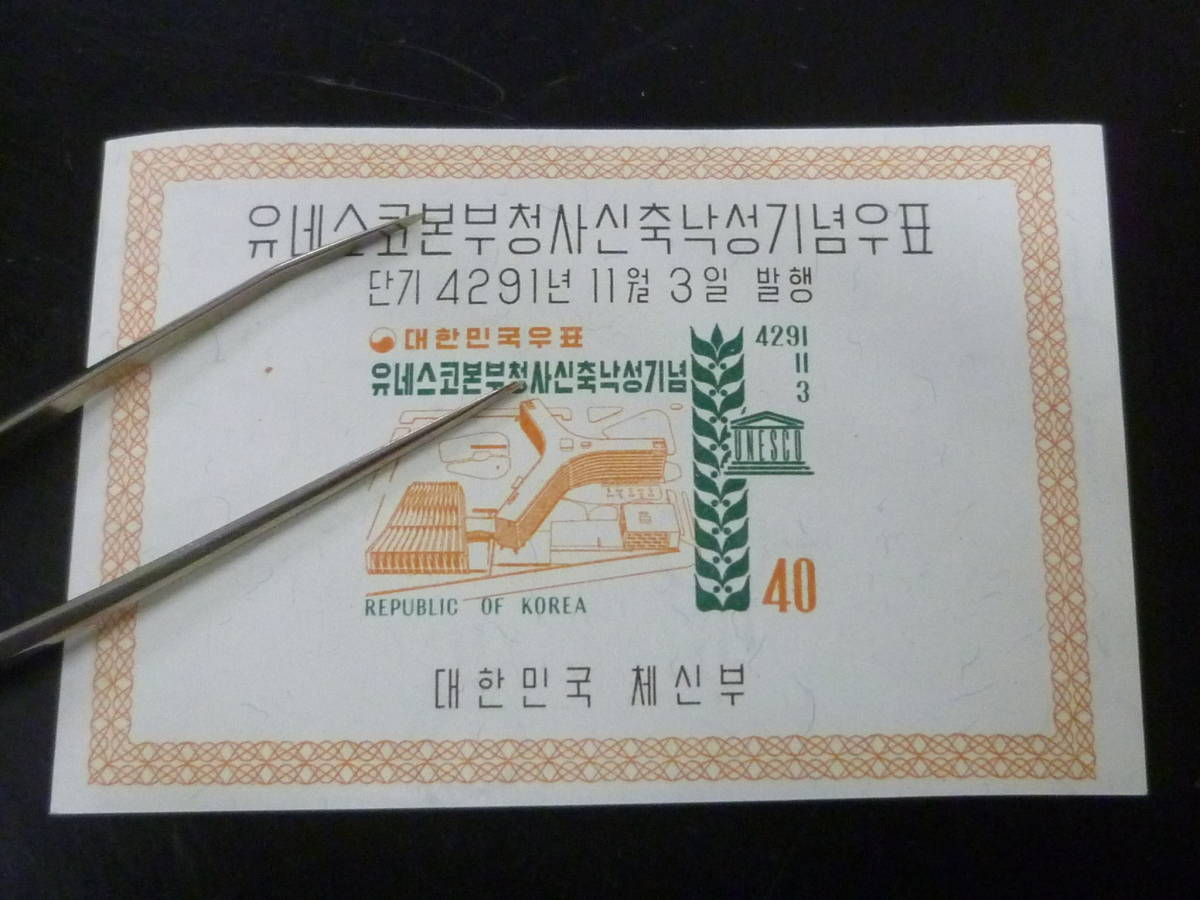 유네스코본부청사신축낙성기념우표
단기 4291년 11월 3일 발행
대한민국우표
유네스코본부청사신축낙성기념
4291
11
3
UNESCO
40
REPUBLIC OF KOREA
대한민국 체신부